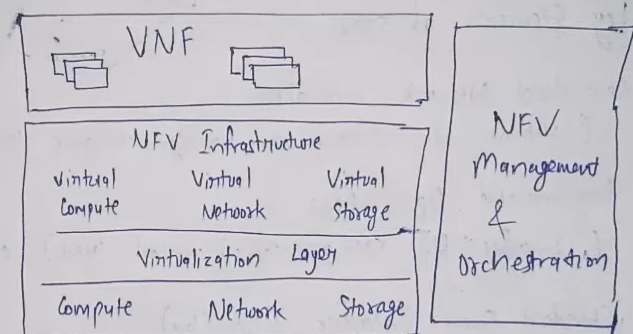 VNF
NFV Infrastructure
Virtual Virtual Virtual
Compute Network Storage
Virtualization Layer
Compute Network Storage
NFV
Management
&
Orchestration